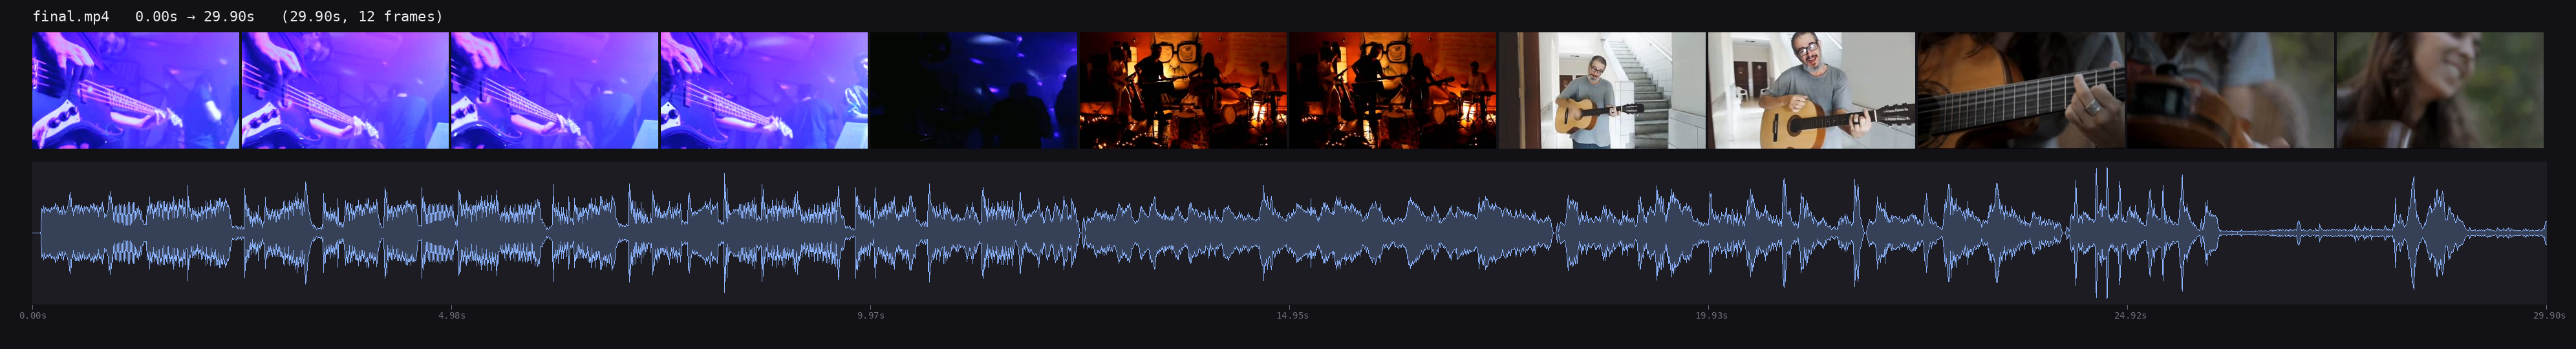 final.mp4   0.00s → 29.90s   (29.90s, 12 frames)
0.00s 4.98s 9.97s 14.95s 19.93s 24.92s 29.90s